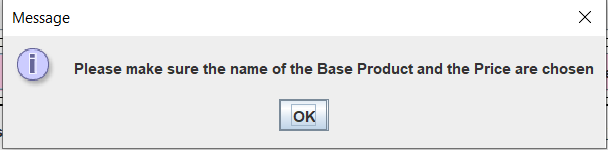 Message
Please make sure the name of the Base Product and the Price are chosen
OK